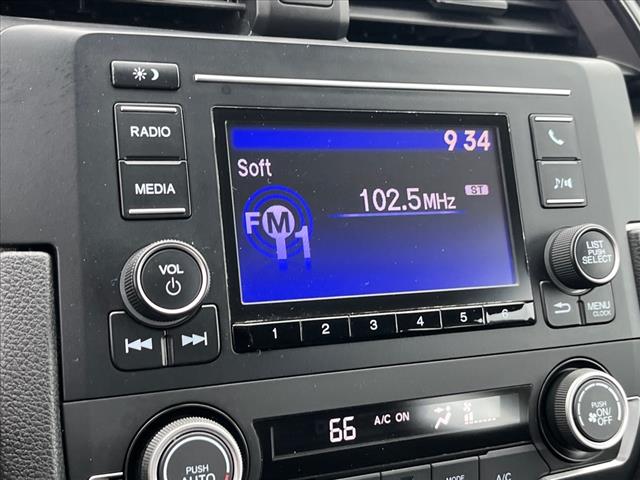 9 34
RADIO
Soft
102.5MHz
ST
FM
1
MEDIA
VOL
LIST
PUSH
SELECT
MENU
CLOCK
1 2 3 4 5 6
66
A/C ON
PUSH
ON/
OFF
PUSH
AUTO
MODE
A/C